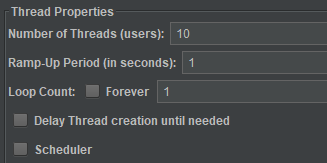 Thread Properties
Number of Threads (users): 10
Ramp-Up Period (in seconds): 1
Loop Count: Forever 1
Delay Thread creation until needed
Scheduler